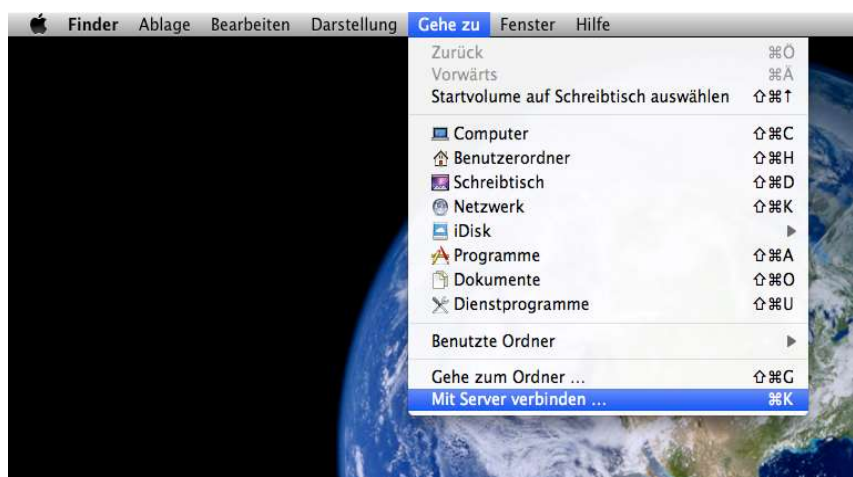 Finder Ablage Bearbeiten Darstellung Gehe zu Fenster Hilfe
Zurück ⌘Ö
Vorwärts ⌘Ä
Startvolume auf Schreibtisch auswählen ⇧⌘↑
Computer ⇧⌘C
Benutzerordner ⇧⌘H
Schreibtisch ⇧⌘D
Netzwerk ⇧⌘K
iDisk
Programme ⇧⌘A
Dokumente ⇧⌘O
Dienstprogramme ⇧⌘U
Benutzte Ordner
Gehe zum Ordner ... ⇧⌘G
Mit Server verbinden ... ⌘K